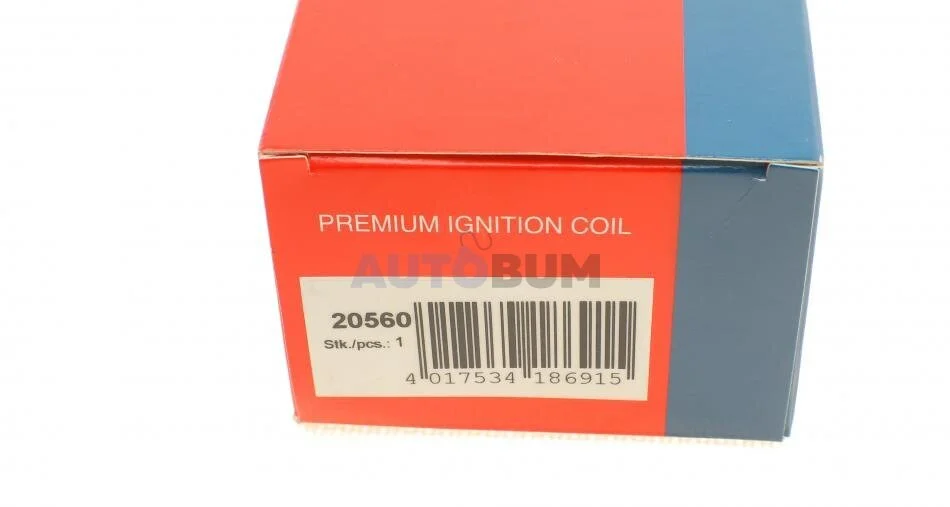 PREMIUM IGNITION COIL
AUTOBUM
20560
Stk./pcs.: 1
4 017534 186915